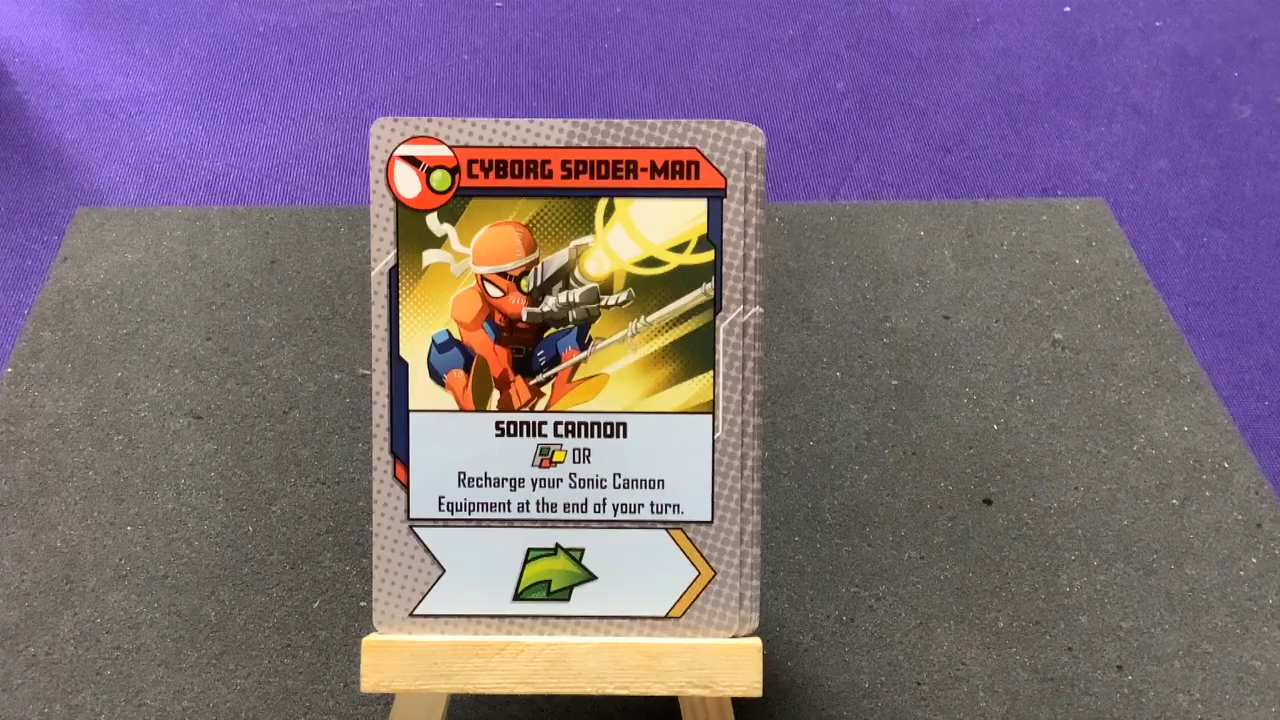 CYBORG SPIDER-MAN
SONIC CANNON
OR
Recharge your Sonic Cannon
Equipment at the end of your turn.